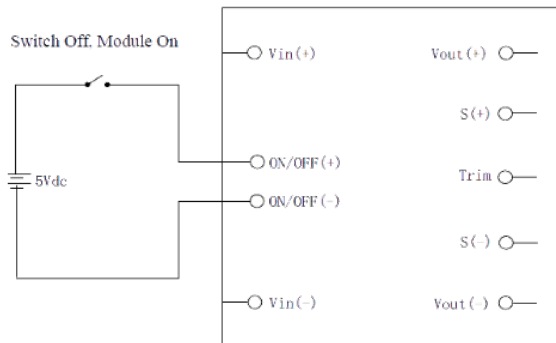 Switch Off, Module On
Vin(+)
Vout(+)
S(+)
ON/OFF(+)
Trim
5Vdc
ON/OFF(-)
S(-)
Vin(-)
Vout(-)